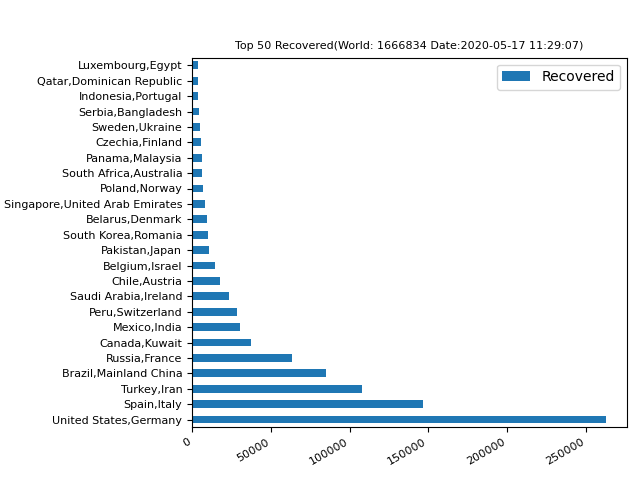 Top 50 Recovered(World: 1666834 Date:2020-05-17 11:29:07)
Recovered
Luxembourg,Egypt
Qatar,Dominican Republic
Indonesia,Portugal
Serbia,Bangladesh
Sweden,Ukraine
Czechia,Finland
Panama,Malaysia
South Africa,Australia
Poland,Norway
Singapore,United Arab Emirates
Belarus,Denmark
South Korea,Romania
Pakistan,Japan
Belgium,Israel
Chile,Austria
Saudi Arabia,Ireland
Peru,Switzerland
Mexico,India
Canada,Kuwait
Russia,France
Brazil,Mainland China
Turkey,Iran
Spain,Italy
United States,Germany
0 50000 100000 150000 200000 250000